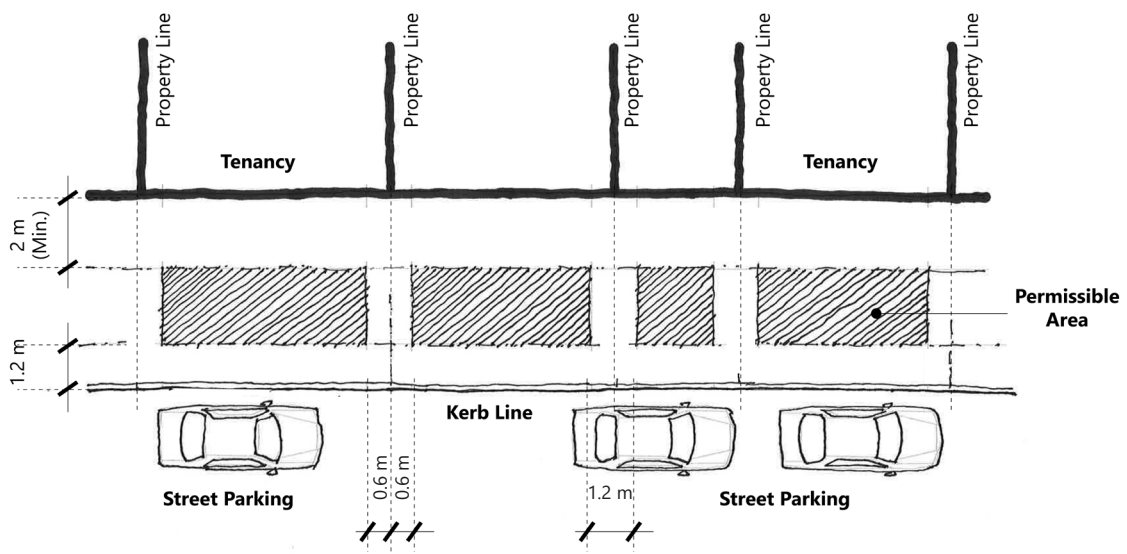 Property Line
Property Line
Property Line
Property Line
Property Line
Tenancy
Tenancy
2 m
(Min.)
Permissible
Area
1.2 m
Kerb Line
0.6 m
0.6 m
1.2 m
Street Parking
Street Parking